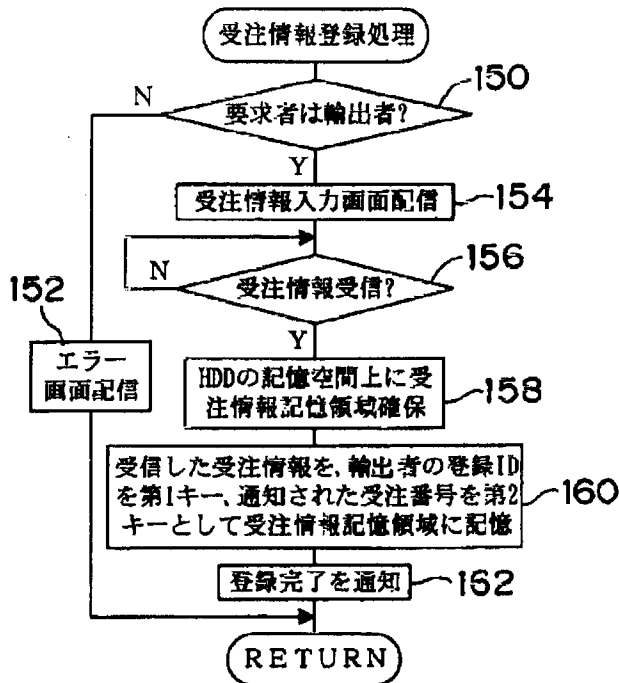 受注情報登録処理
要求者は輸出者?
150
N
Y
受注情報入力画面配信
154
受注情報受信?
156
N
Y
152
エラー
画面配信
HDDの記憶空間上に受
注情報記憶領域確保
158
受信した受注情報を、輸出者の登録ID
を第1キー、通知された受注番号を第2
キーとして受注情報記憶領域に記憶
160
登録完了を通知
162
RETURN